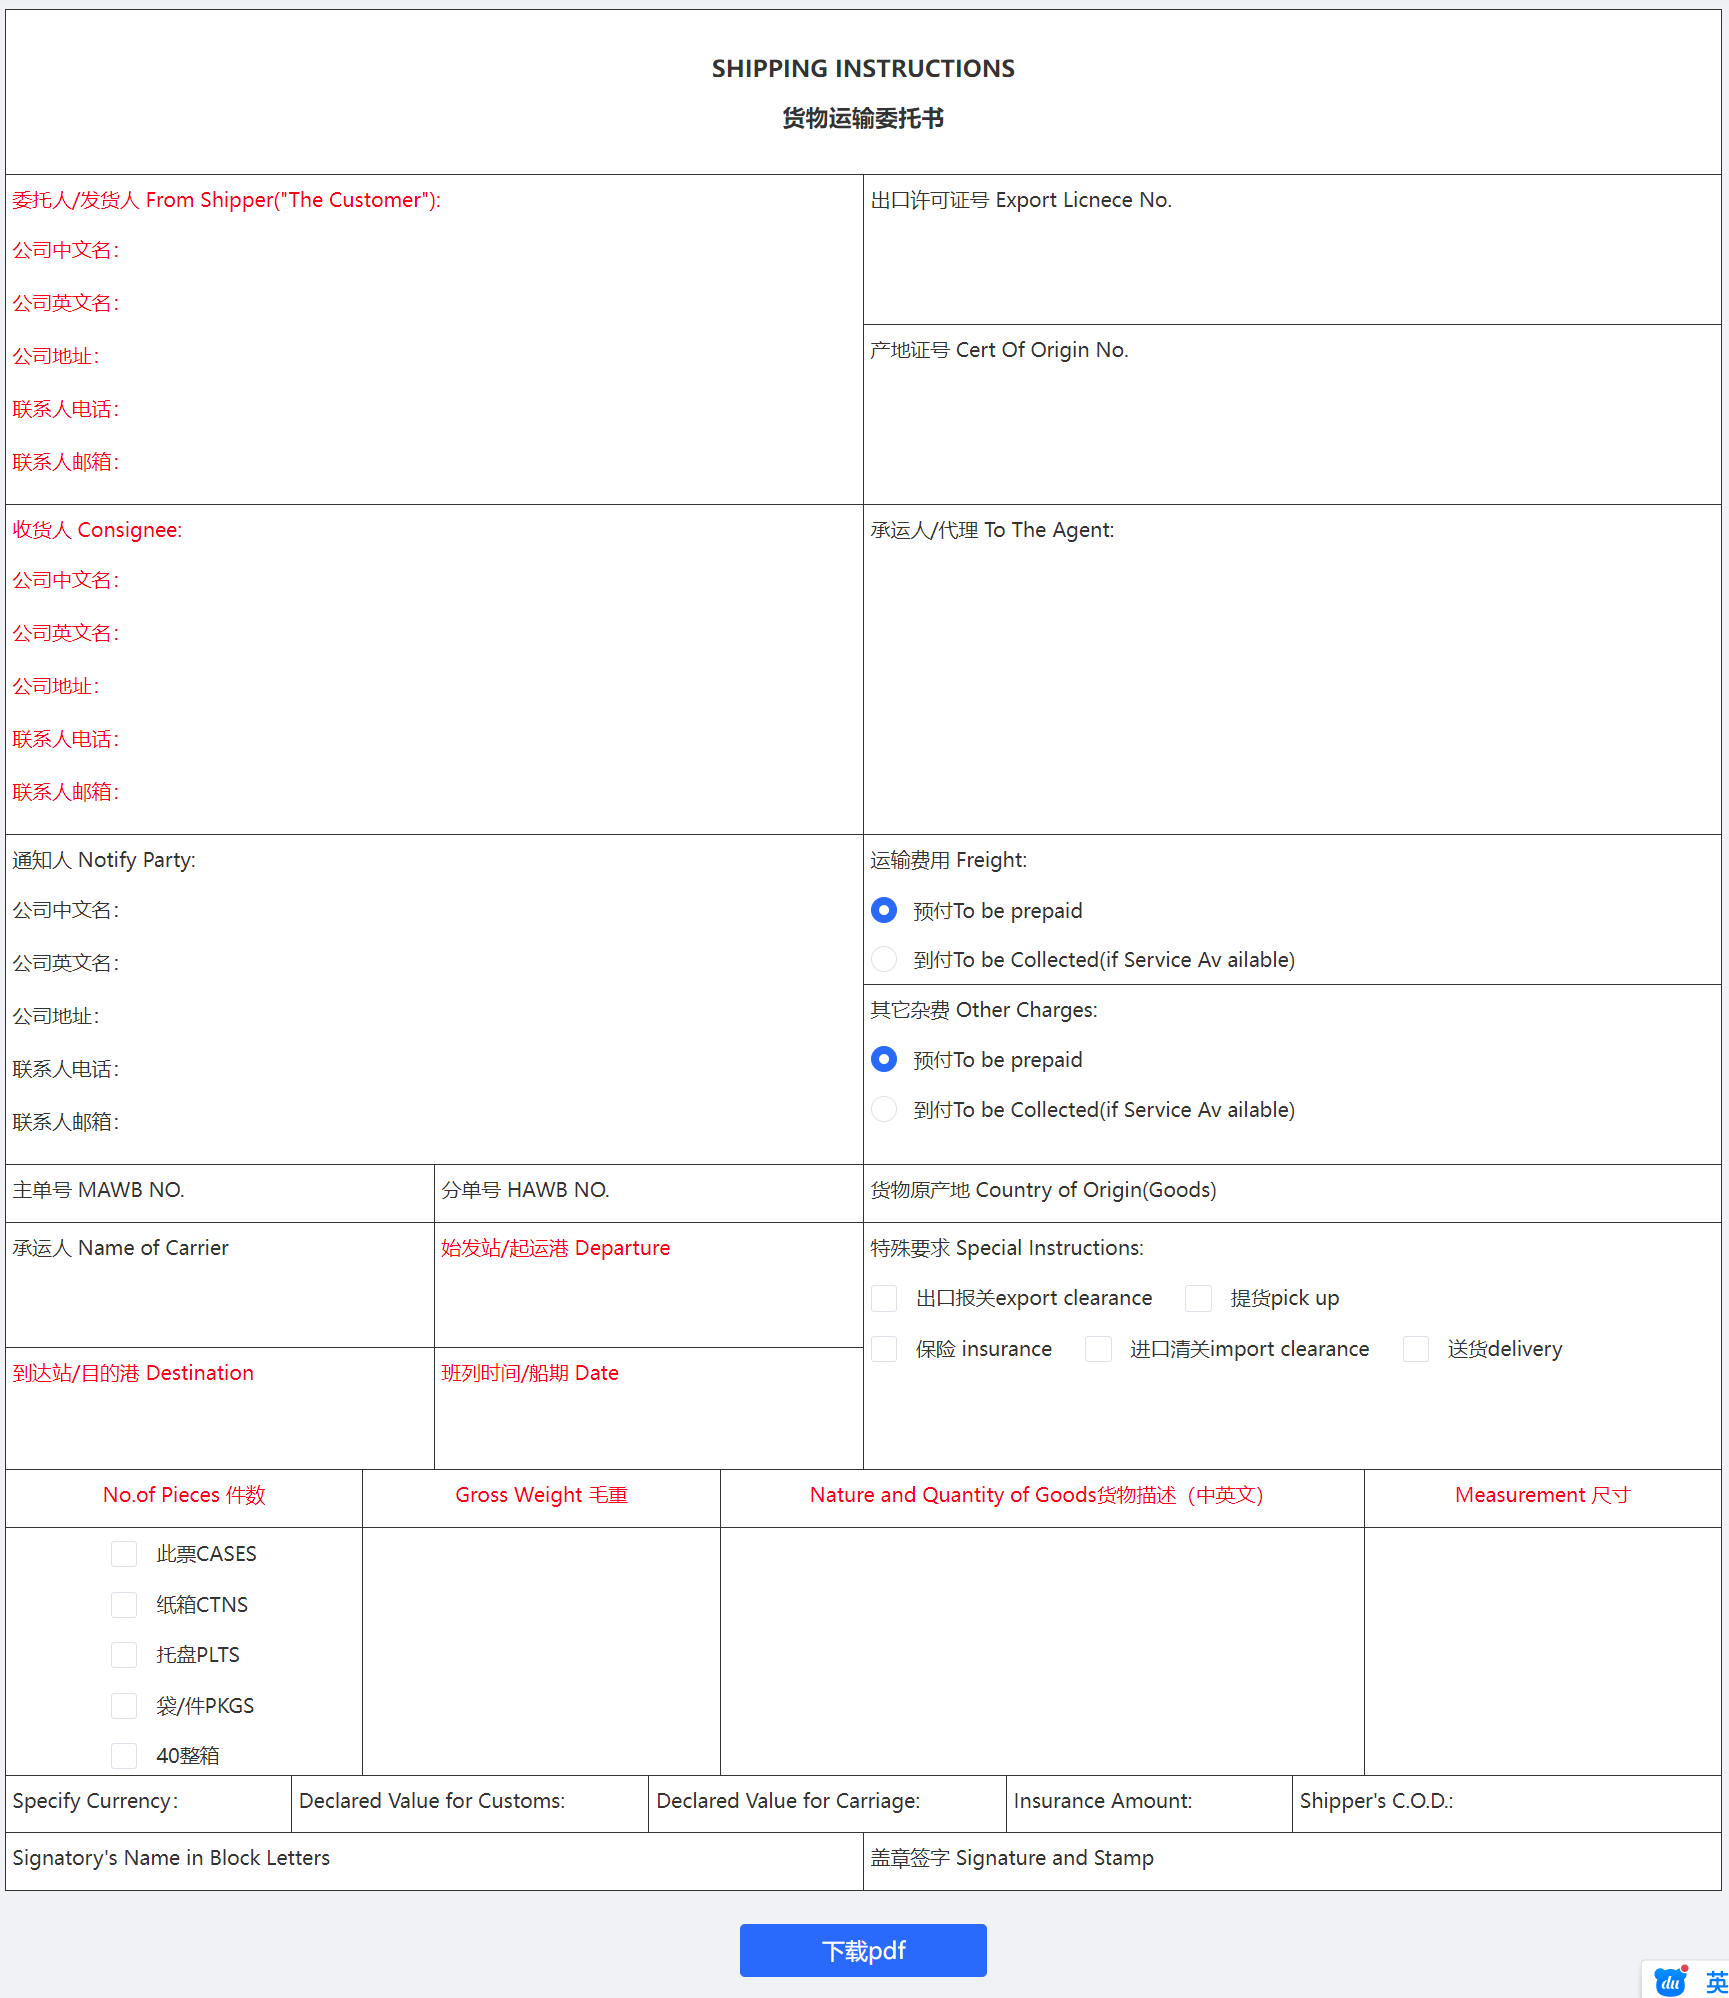 SHIPPING INSTRUCTIONS
货物运输委托书
委托人/发货人 From Shipper("The Customer"):
公司中文名：
公司英文名：
公司地址：
联系人电话：
联系人邮箱：
出口许可证号 Export Licnece No.
产地证号 Cert Of Origin No.
收货人 Consignee:
公司中文名：
公司英文名：
公司地址：
联系人电话：
联系人邮箱：
承运人/代理 To The Agent:
通知人 Notify Party:
公司中文名：
公司英文名：
公司地址：
联系人电话：
联系人邮箱：
运输费用 Freight:
预付To be prepaid
到付To be Collected(if Service Av ailable)
其它杂费 Other Charges:
预付To be prepaid
到付To be Collected(if Service Av ailable)
主单号 MAWB NO.
分单号 HAWB NO.
货物原产地 Country of Origin(Goods)
承运人 Name of Carrier
始发站/起运港 Departure
特殊要求 Special Instructions:
出口报关export clearance 提货pick up
保险 insurance 进口清关import clearance 送货delivery
到达站/目的港 Destination
班列时间/船期 Date
No.of Pieces 件数
Gross Weight 毛重
Nature and Quantity of Goods货物描述（中英文）
Measurement 尺寸
此票CASES
纸箱CTNS
托盘PLTS
袋/件PKGS
40整箱
Specify Currency：
Declared Value for Customs:
Declared Value for Carriage:
Insurance Amount:
Shipper's C.O.D.:
Signatory's Name in Block Letters
盖章签字 Signature and Stamp
下载pdf
du 英